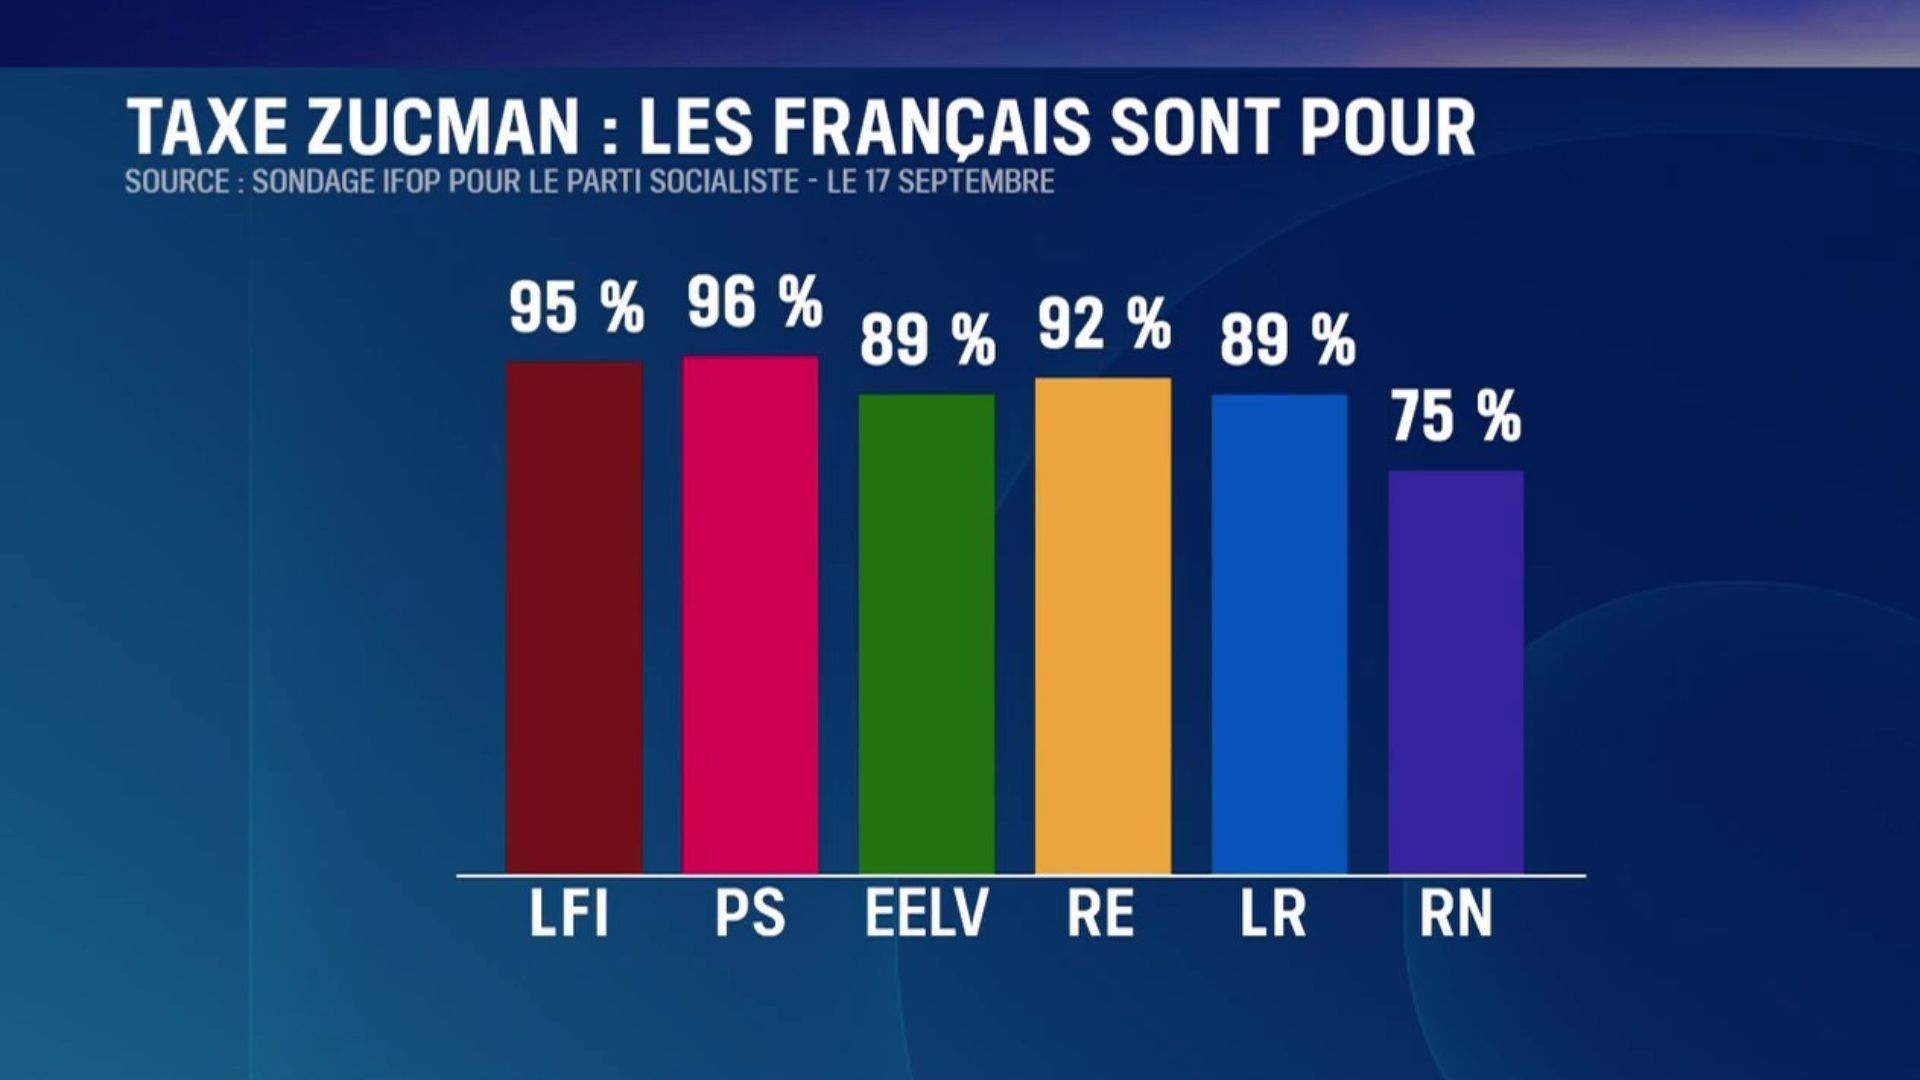 TAXE ZUCMAN : LES FRANÇAIS SONT POUR
SOURCE : SONDAGE IFOP POUR LE PARTI SOCIALISTE - LE 17 SEPTEMBRE
95 % 96 % 89 % 92 % 89 % 75 %
LFI PS EELV RE LR RN